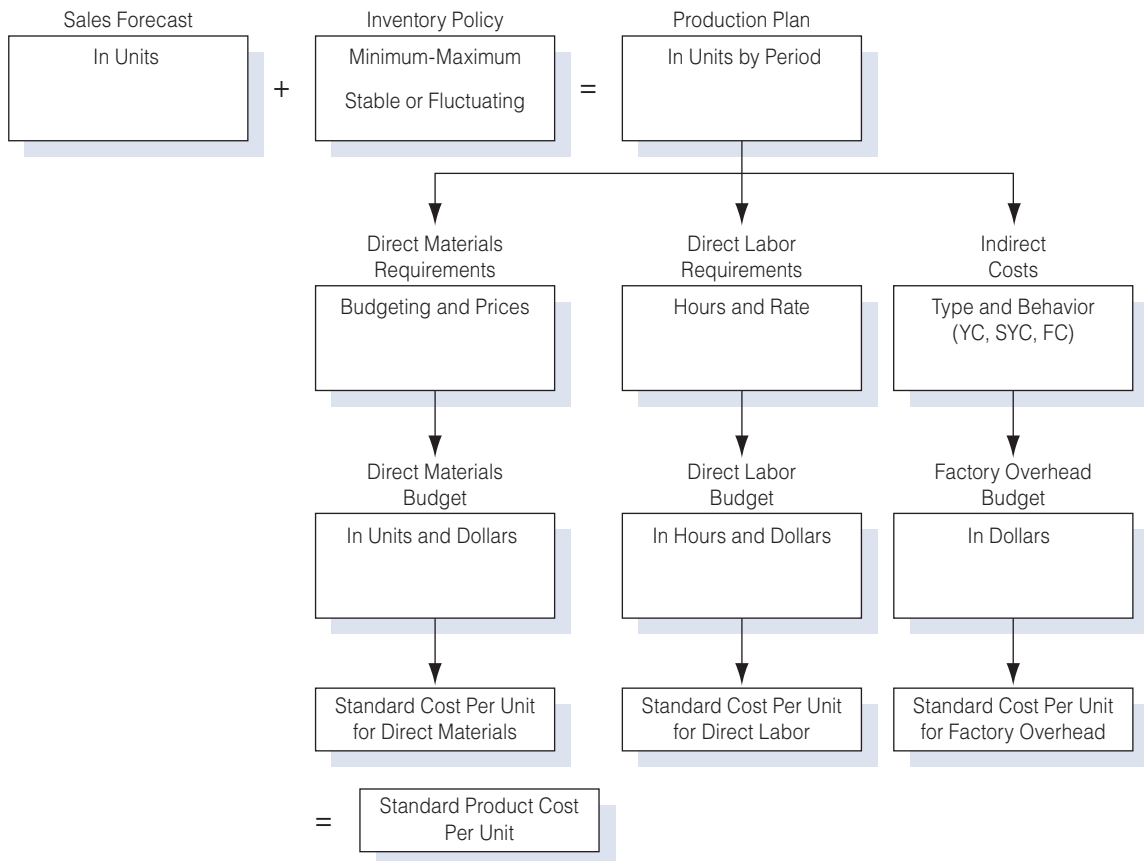 Sales Forecast
In Units
+
Inventory Policy
Minimum-Maximum
Stable or Fluctuating
=
Production Plan
In Units by Period
Direct Materials
Requirements
Budgeting and Prices
Direct Labor
Requirements
Hours and Rate
Indirect
Costs
Type and Behavior
(YC, SYC, FC)
Direct Materials
Budget
In Units and Dollars
Direct Labor
Budget
In Hours and Dollars
Factory Overhead
Budget
In Dollars
Standard Cost Per Unit
for Direct Materials
Standard Cost Per Unit
for Direct Labor
Standard Cost Per Unit
for Factory Overhead
=
Standard Product Cost
Per Unit